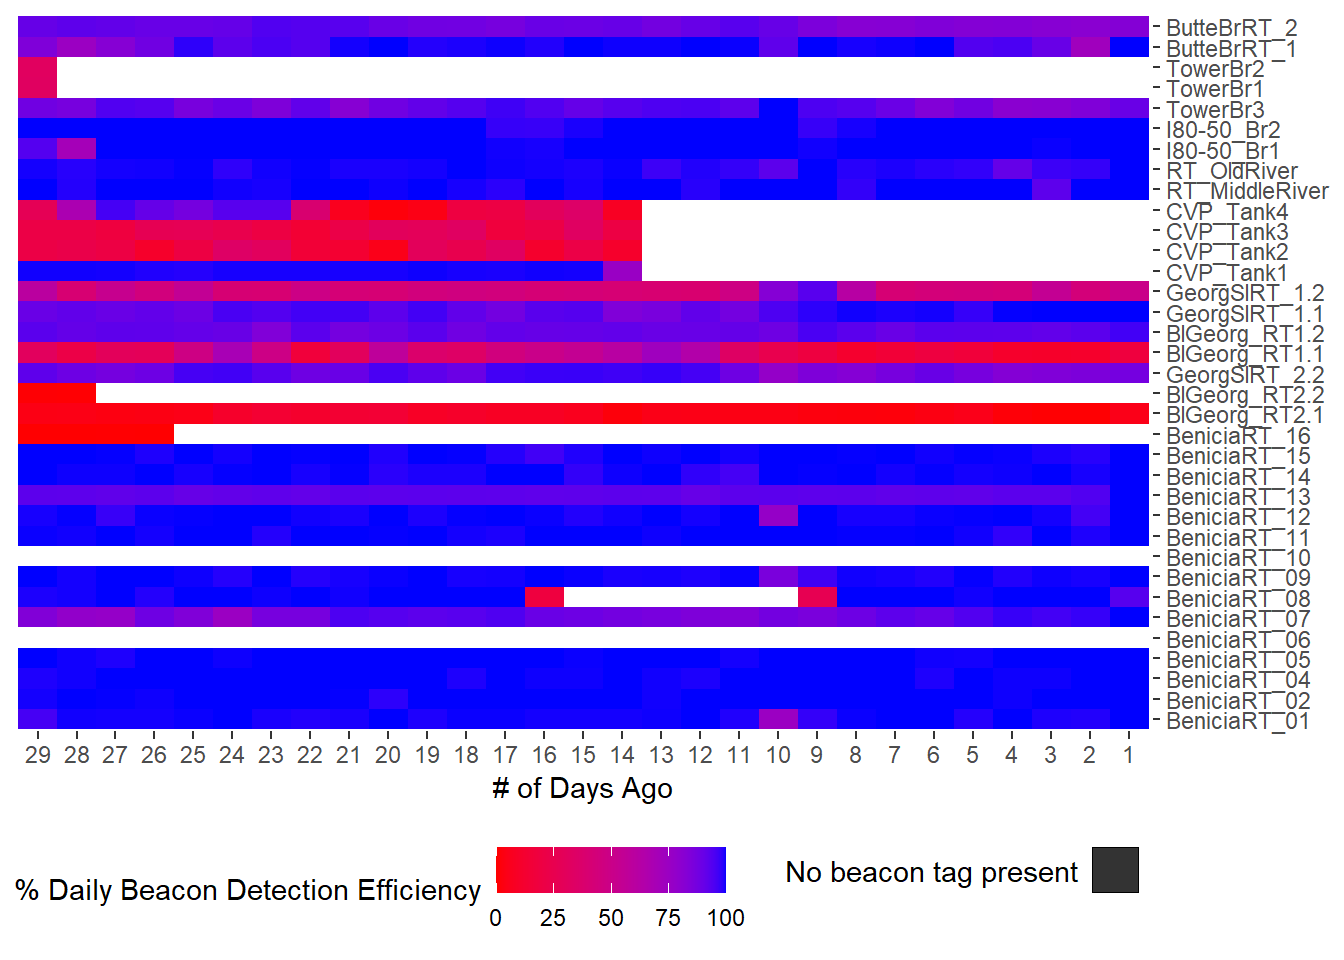 ButteBrRT_2
ButteBrRT_1
TowerBr2
TowerBr1
TowerBr3
I80-50_Br2
I80-50_Br1
RT_OldRiver
RT_MiddleRiver
CVP_Tank4
CVP_Tank3
CVP_Tank2
CVP_Tank1
GeorgSlRT_1.2
GeorgSlRT_1.1
BlGeorg_RT1.2
BlGeorg_RT1.1
GeorgSlRT_2.2
BlGeorg_RT2.2
BlGeorg_RT2.1
BeniciaRT_16
BeniciaRT_15
BeniciaRT_14
BeniciaRT_13
BeniciaRT_12
BeniciaRT_11
BeniciaRT_10
BeniciaRT_09
BeniciaRT_08
BeniciaRT_07
BeniciaRT_06
BeniciaRT_05
BeniciaRT_04
BeniciaRT_02
BeniciaRT_01
29 28 27 26 25 24 23 22 21 20 19 18 17 16 15 14 13 12 11 10 9 8 7 6 5 4 3 2 1
# of Days Ago
% Daily Beacon Detection Efficiency
0 25 50 75 100
No beacon tag present